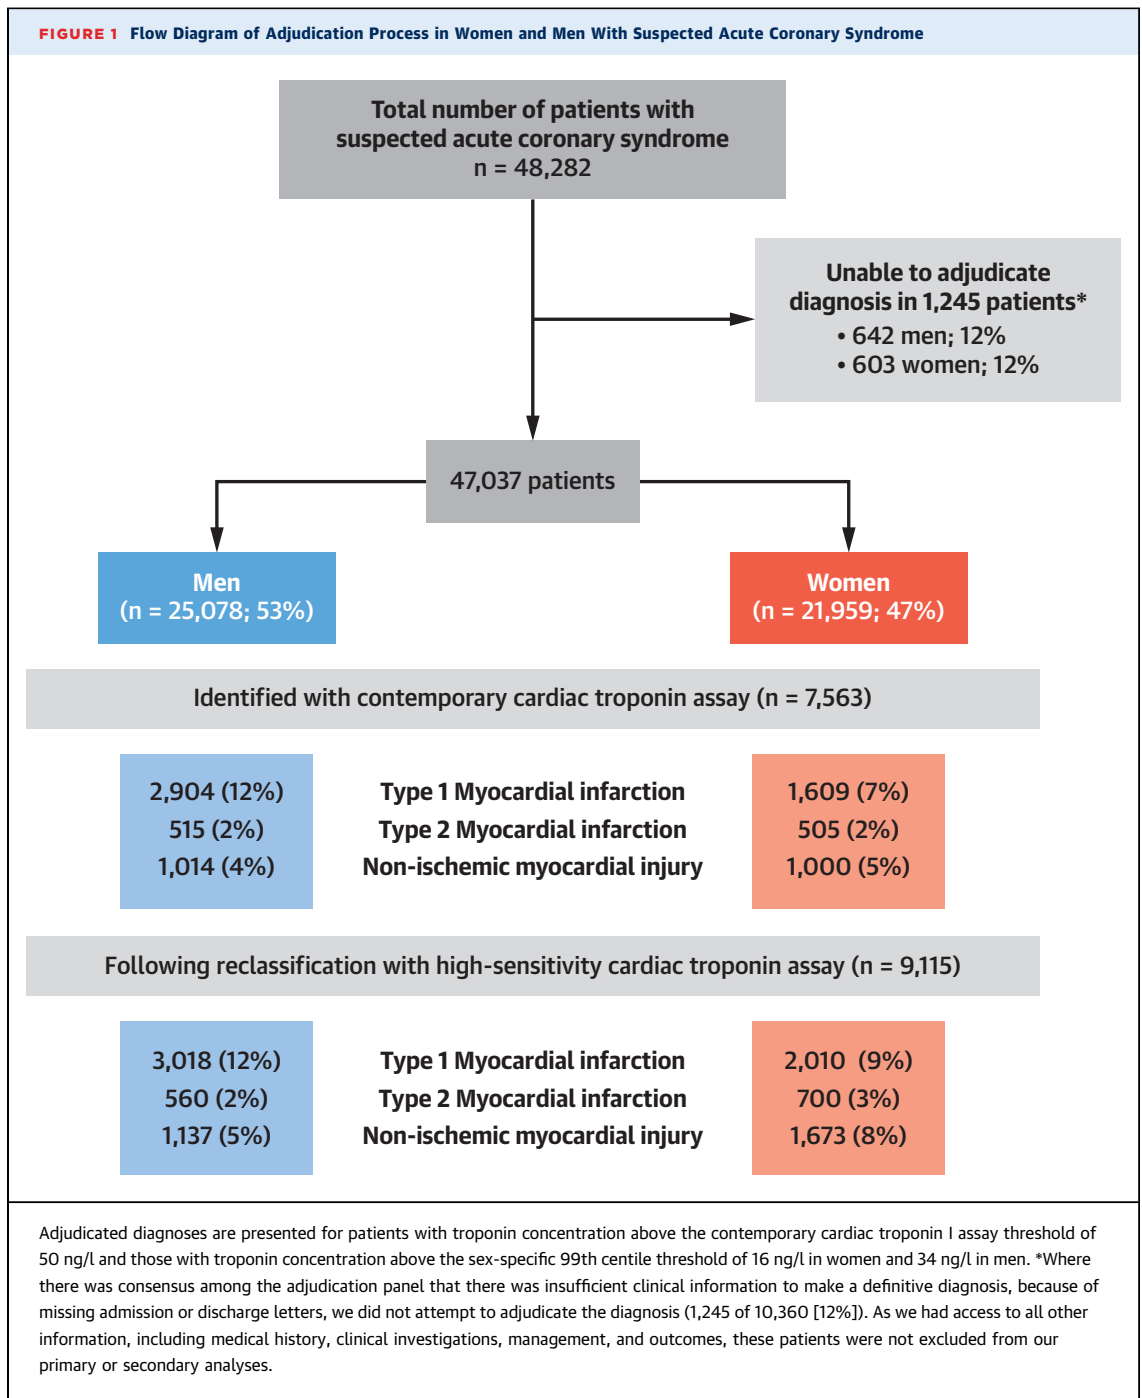 FIGURE 1 Flow Diagram of Adjudication Process in Women and Men With Suspected Acute Coronary Syndrome
Total number of patients with
suspected acute coronary syndrome
n = 48,282
Unable to adjudicate
diagnosis in 1,245 patients*
• 642 men; 12%
• 603 women; 12%
47,037 patients
Men
(n = 25,078; 53%)
Women
(n = 21,959; 47%)
Identified with contemporary cardiac troponin assay (n = 7,563)
2,904 (12%) Type 1 Myocardial infarction 1,609 (7%)
515 (2%) Type 2 Myocardial infarction 505 (2%)
1,014 (4%) Non-ischemic myocardial injury 1,000 (5%)
Following reclassification with high-sensitivity cardiac troponin assay (n = 9,115)
3,018 (12%) Type 1 Myocardial infarction 2,010 (9%)
560 (2%) Type 2 Myocardial infarction 700 (3%)
1,137 (5%) Non-ischemic myocardial injury 1,673 (8%)
Adjudicated diagnoses are presented for patients with troponin concentration above the contemporary cardiac troponin I assay threshold of
50 ng/l and those with troponin concentration above the sex-specific 99th centile threshold of 16 ng/l in women and 34 ng/l in men. *Where
there was consensus among the adjudication panel that there was insufficient clinical information to make a definitive diagnosis, because of
missing admission or discharge letters, we did not attempt to adjudicate the diagnosis (1,245 of 10,360 [12%]). As we had access to all other
information, including medical history, clinical investigations, management, and outcomes, these patients were not excluded from our
primary or secondary analyses.